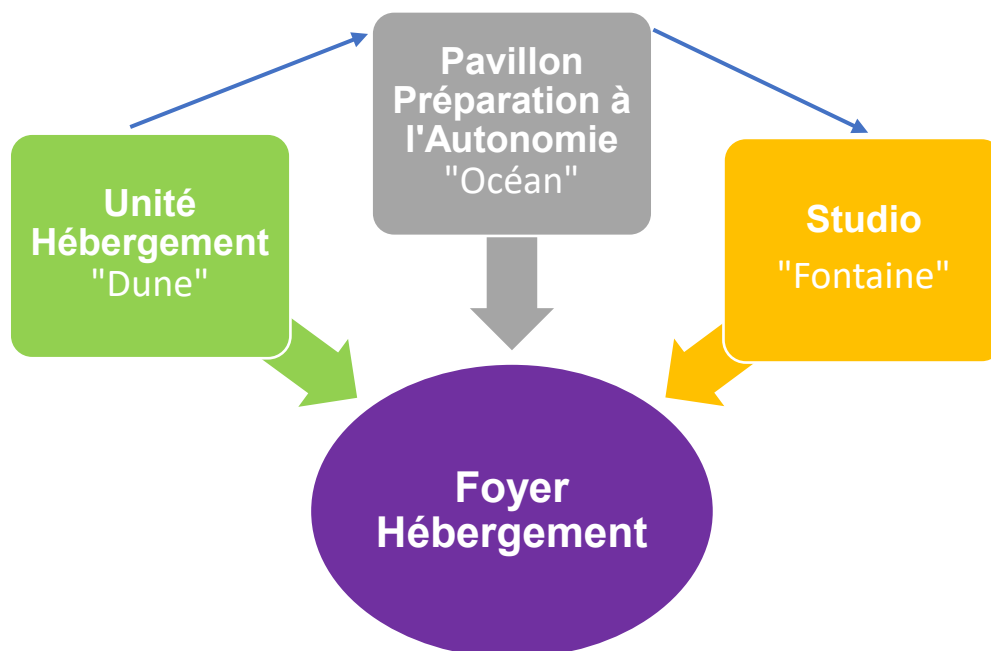 Pavillon
Préparation à
l'Autonomie
"Océan"
Unité
Hébergement
"Dune"
Studio
"Fontaine"
Foyer
Hébergement